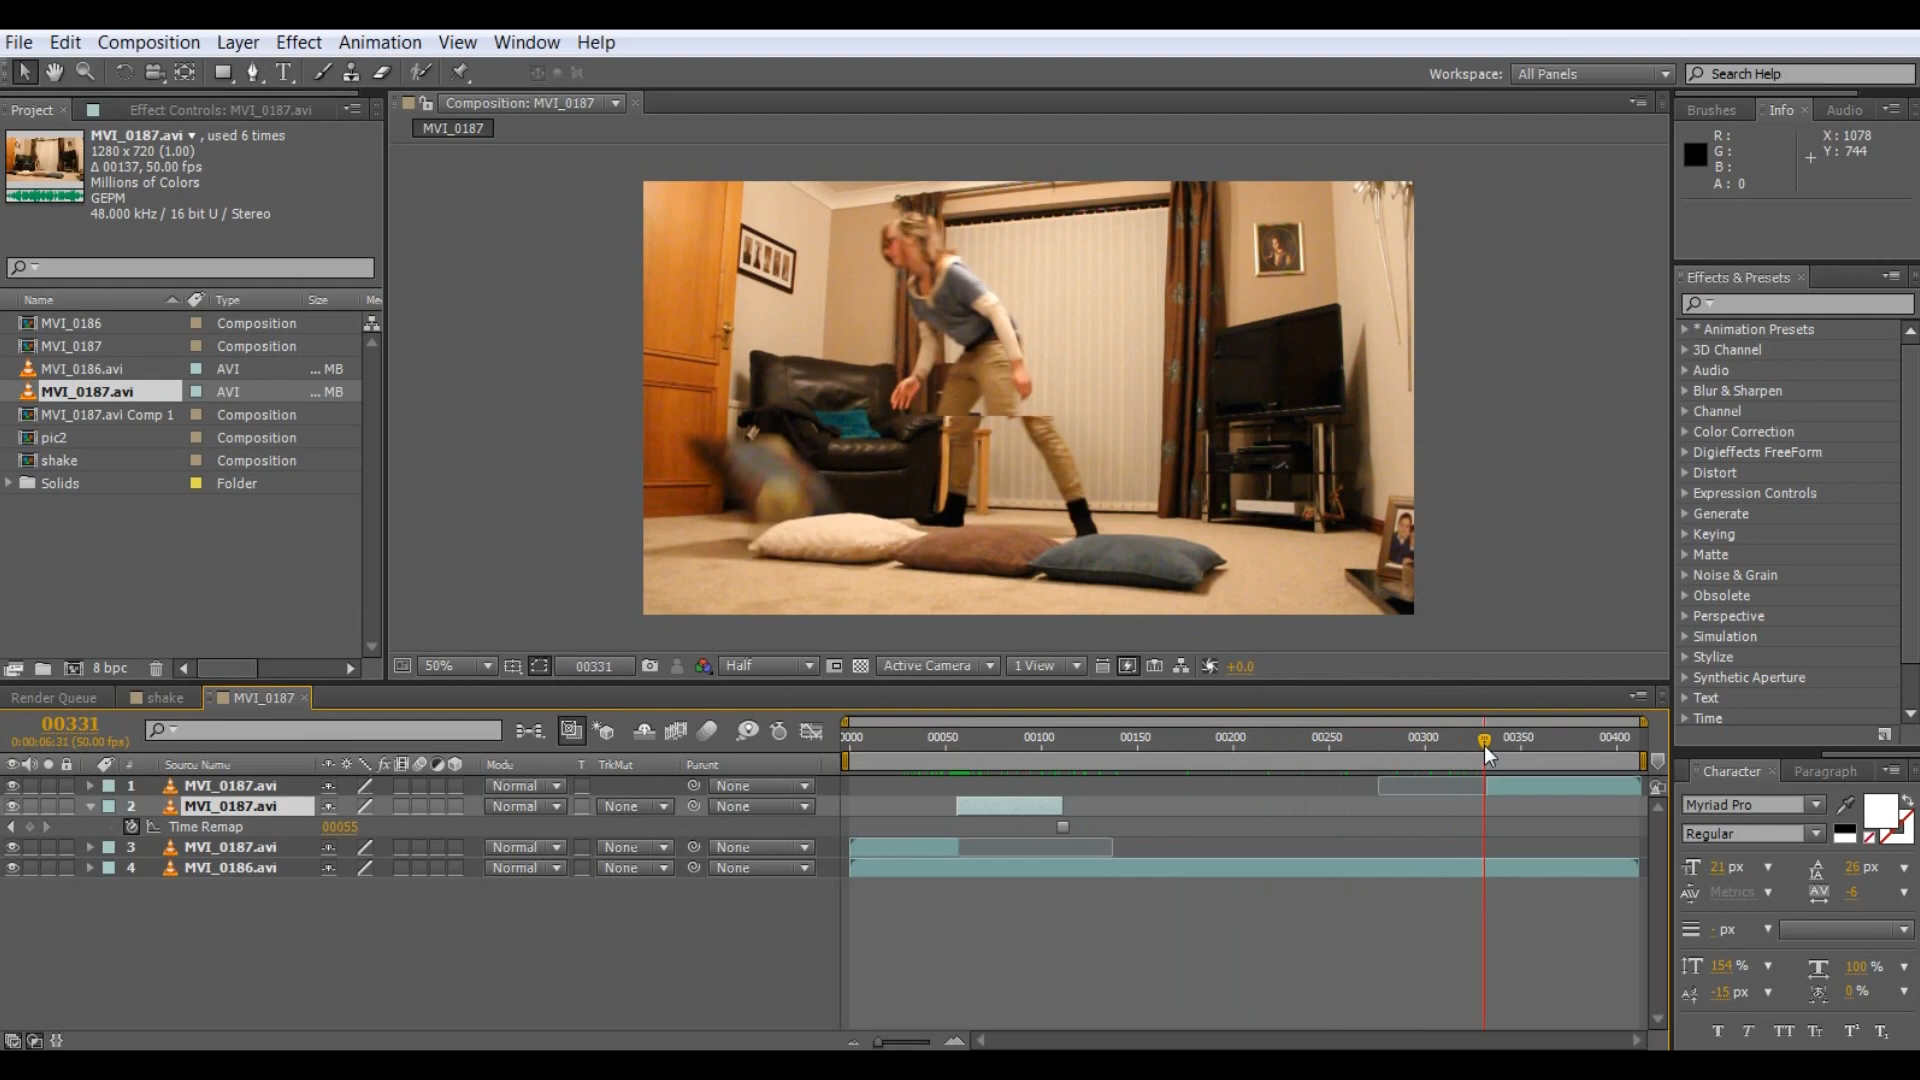 File Edit Composition Layer Effect Animation View Window Help
Workspace: All Panels Search Help
Project Effect Controls: MVI_0187.avi
MVI_0187.avi , used 6 times
1280 x 720 (1.00)
Δ 00137, 50.00 fps
Millions of Colors
GEPM
48.000 kHz / 16 bit U / Stereo
Name Type Size Me
MVI_0186 Composition
MVI_0187 Composition
MVI_0186.avi AVI ... MB
MVI_0187.avi AVI ... MB
MVI_0187.avi Comp 1 Composition
pic2 Composition
shake Composition
Solids Folder
8 bpc
Composition: MVI_0187
MVI_0187
50% 00331 Half Active Camera 1 View +0.0
Brushes Info Audio
R :
G :
B :
A : 0
X : 1078
Y : 744
Effects & Presets
* Animation Presets
3D Channel
Audio
Blur & Sharpen
Channel
Color Correction
Digieffects FreeForm
Distort
Expression Controls
Generate
Keying
Matte
Noise & Grain
Obsolete
Perspective
Simulation
Stylize
Synthetic Aperture
Text
Time
Render Queue shake MVI_0187
00331
0:00:06:31 (50.00 fps)
0000 00050 00100 00150 00200 00250 00300 00350 00400
# Source Name fx Mode T TrkMat Parent
1 MVI_0187.avi Normal None
2 MVI_0187.avi Normal None None
Time Remap 00055
3 MVI_0187.avi Normal None None
4 MVI_0186.avi Normal None None
Character Paragraph
Myriad Pro
Regular
21 px 26 px
Metrics -6
- px
154 % 100 %
-15 px 0 %
T T TT Tt T¹ T₁